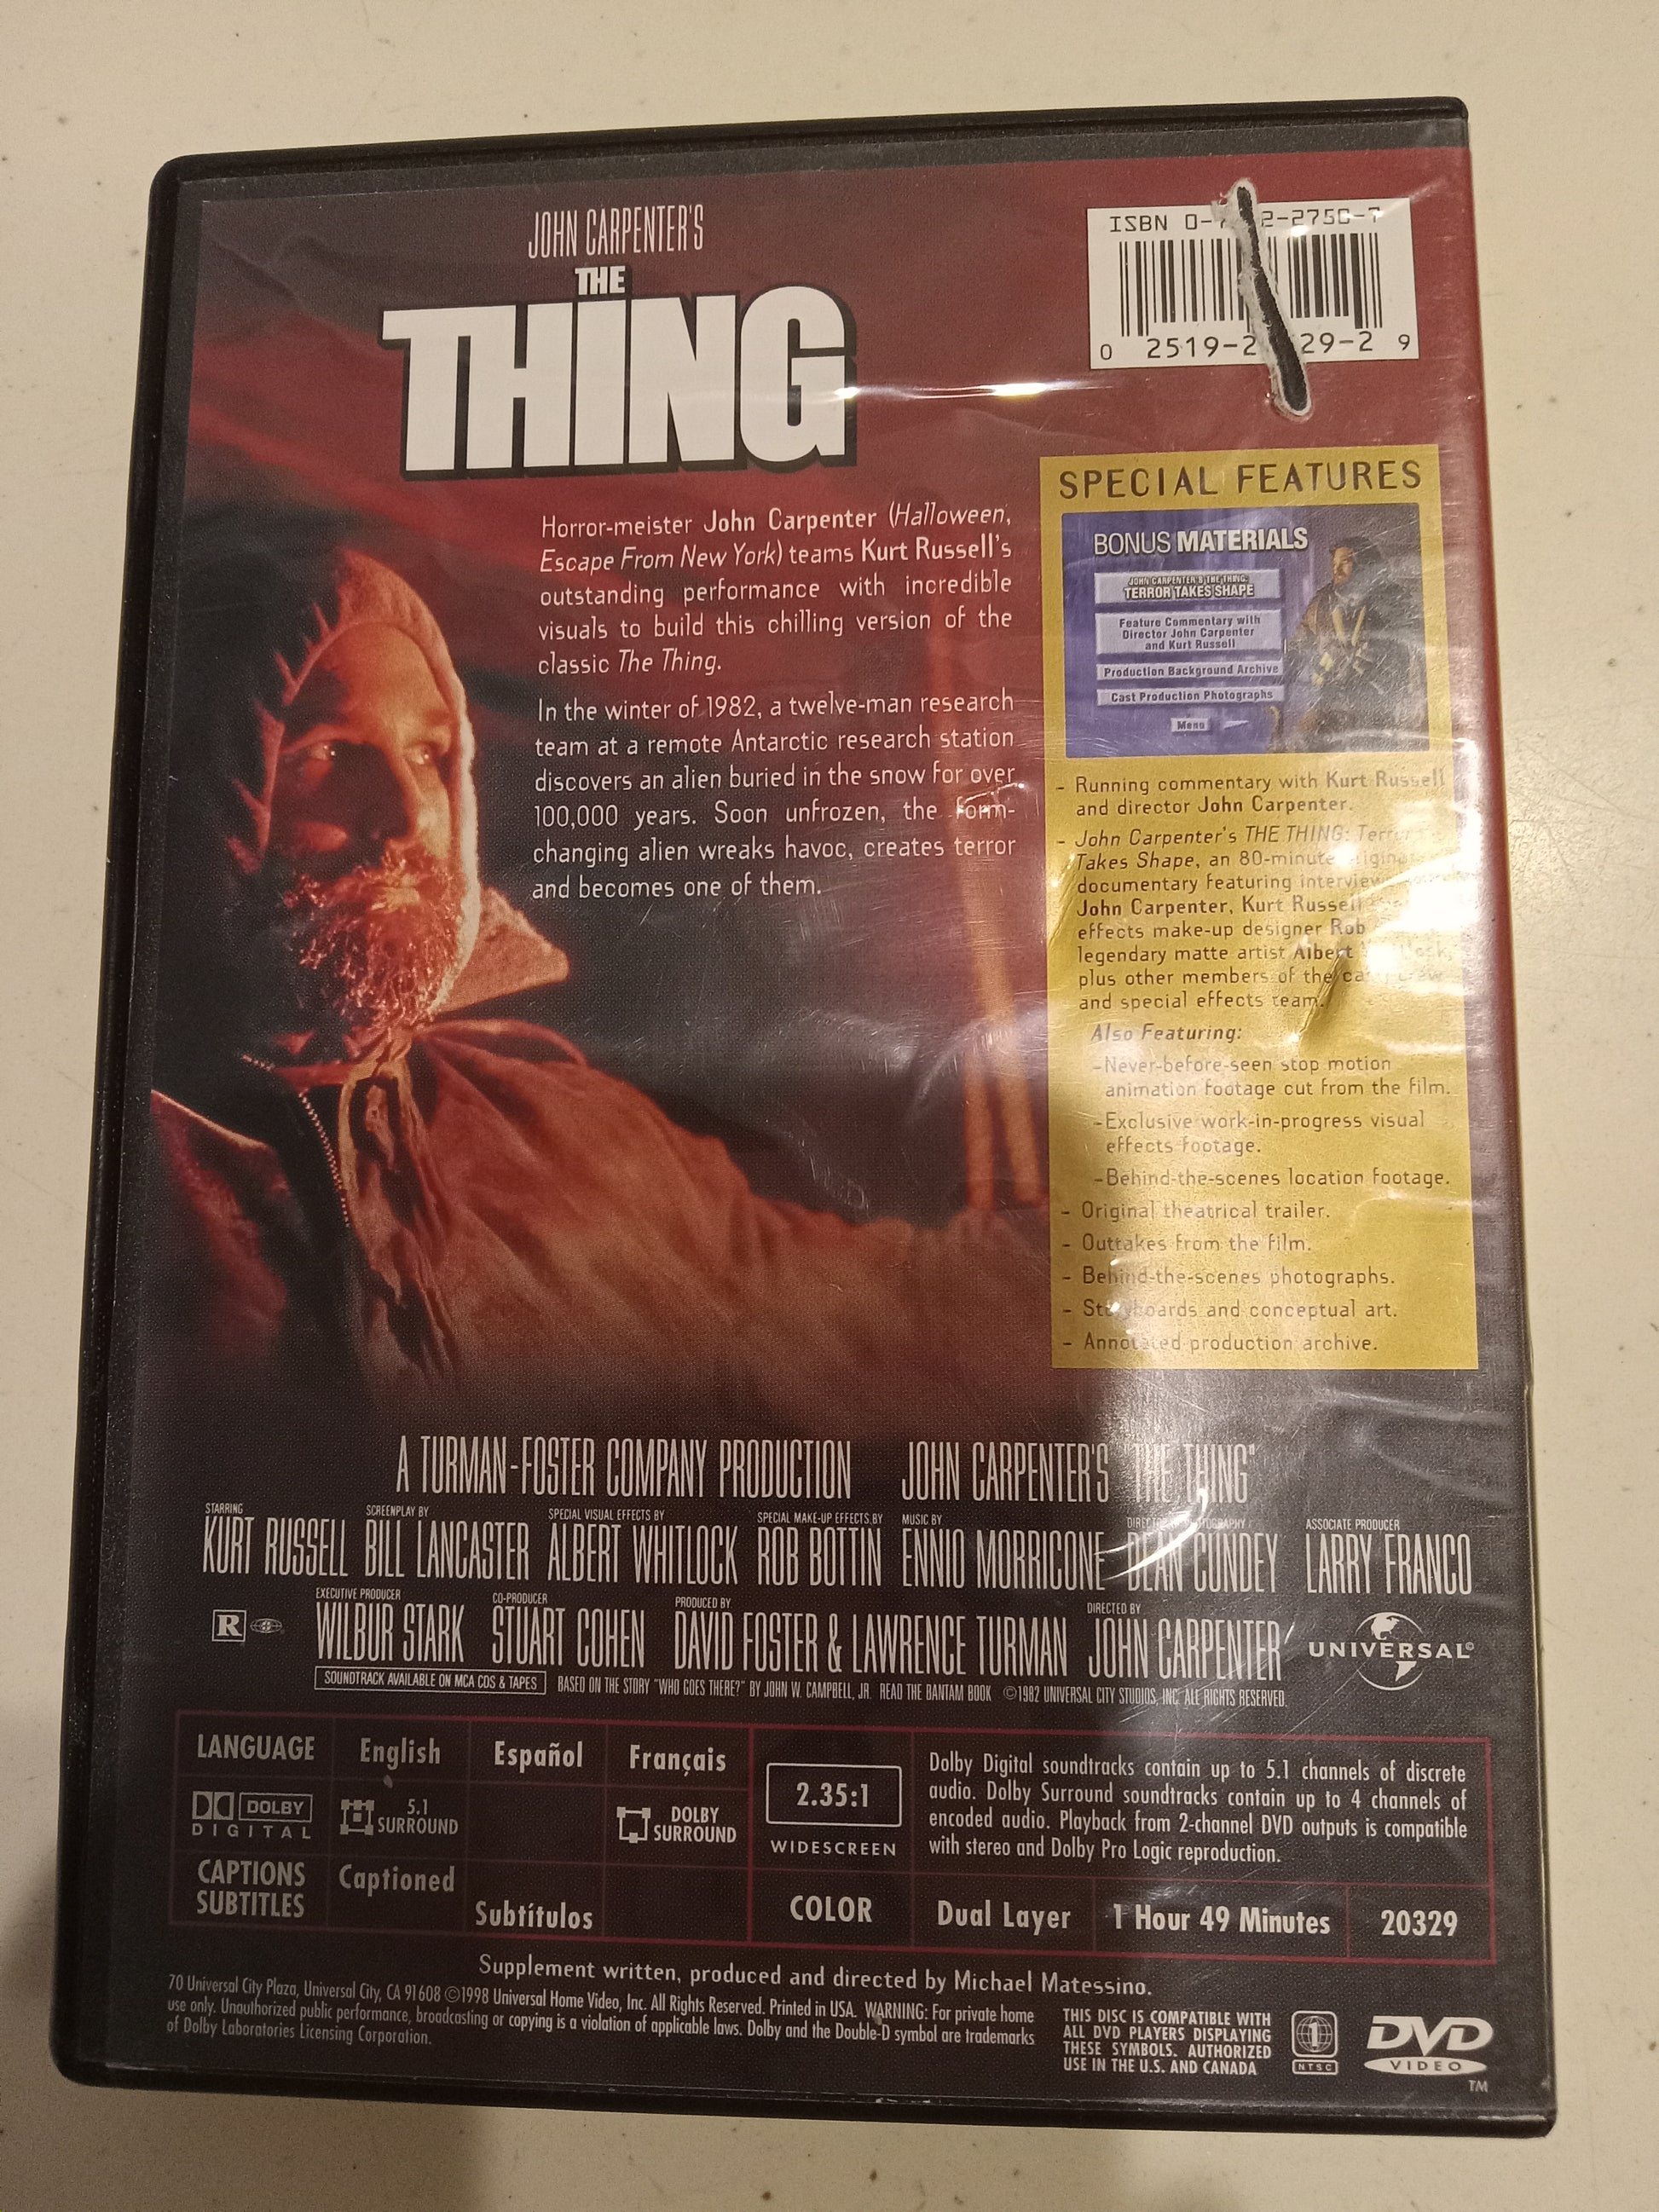 JOHN CARPENTER'S
THE
THING
ISBN 0-
0 2519-2 29-2 9
Horror-meister John Carpenter (Halloween,
Escape From New York) teams Kurt Russell's
outstanding performance with incredible
visuals to build this chilling version of the
classic The Thing.
In the winter of 1982, a twelve-man research
team at a remote Antarctic research station
discovers an alien buried in the snow for over
100,000 years. Soon unfrozen, the form-
changing alien wreaks havoc, creates terror
and becomes one of them.
SPECIAL FEATURES
BONUS MATERIALS
JOHN CARPENTER'S THE THING:
TERROR TAKES SHAPE
Feature Commentary with
Director John Carpenter
and Kurt Russell
Production Background Archive
Cast Production Photographs
Menu
- Running commentary with Kurt Russell
and director John Carpenter.
- John Carpenter's THE THING: Terror
Takes Shape, an 80-minute
documentary featuring
John Carpenter, Kurt Russell
effects make-up designer Rob
legendary matte artist Albert
plus other members of the
and special effects team.
Also Featuring:
-Never-before-seen stop motion
animation footage cut from the film.
-Exclusive work-in-progress visual
effects footage.
-Behind-the-scenes location footage.
- Original theatrical trailer.
- Outtakes from the film.
- Behind-the-scenes photographs.
- Storyboards and conceptual art.
- Annotated production archive.
A TURMAN-FOSTER COMPANY PRODUCTION JOHN CARPENTER'S "THE THING"
STARRING SCREENPLAY BY SPECIAL VISUAL EFFECTS BY SPECIAL MAKE-UP EFFECTS BY MUSIC BY ASSOCIATE PRODUCER
KURT RUSSELL BILL LANCASTER ALBERT WHITLOCK ROB BOTTIN ENNIO MORRICONE DEAN CUNDEY LARRY FRANCO
EXECUTIVE PRODUCER CO-PRODUCER PRODUCED BY DIRECTED BY
R WILBUR STARK STUART COHEN DAVID FOSTER & LAWRENCE TURMAN JOHN CARPENTER UNIVERSAL
SOUNDTRACK AVAILABLE ON MCA CDS & TAPES BASED ON THE STORY "WHO GOES THERE?" BY JOHN W. CAMPBELL, JR. READ THE BANTAM BOOK ©1982 UNIVERSAL CITY STUDIOS, INC. ALL RIGHTS RESERVED.
LANGUAGE English Español Français
DOLBY DIGITAL 5.1 SURROUND DOLBY SURROUND
CAPTIONS SUBTITLES Captioned Subtítulos
2.35:1
WIDESCREEN
Dolby Digital soundtracks contain up to 5.1 channels of discrete
audio. Dolby Surround soundtracks contain up to 4 channels of
encoded audio. Playback from 2-channel DVD outputs is compatible
with stereo and Dolby Pro Logic reproduction.
COLOR Dual Layer 1 Hour 49 Minutes 20329
Supplement written, produced and directed by Michael Matessino.
70 Universal City Plaza, Universal City, CA 91608 ©1998 Universal Home Video, Inc. All Rights Reserved. Printed in USA. WARNING: For private home
use only. Unauthorized public performance, broadcasting or copying is a violation of applicable laws. Dolby and the Double-D symbol are trademarks
of Dolby Laboratories Licensing Corporation.
THIS DISC IS COMPATIBLE WITH
ALL DVD PLAYERS DISPLAYING
THESE SYMBOLS. AUTHORIZED
USE IN THE U.S. AND CANADA
1
NTSC
DVD
VIDEO
TM